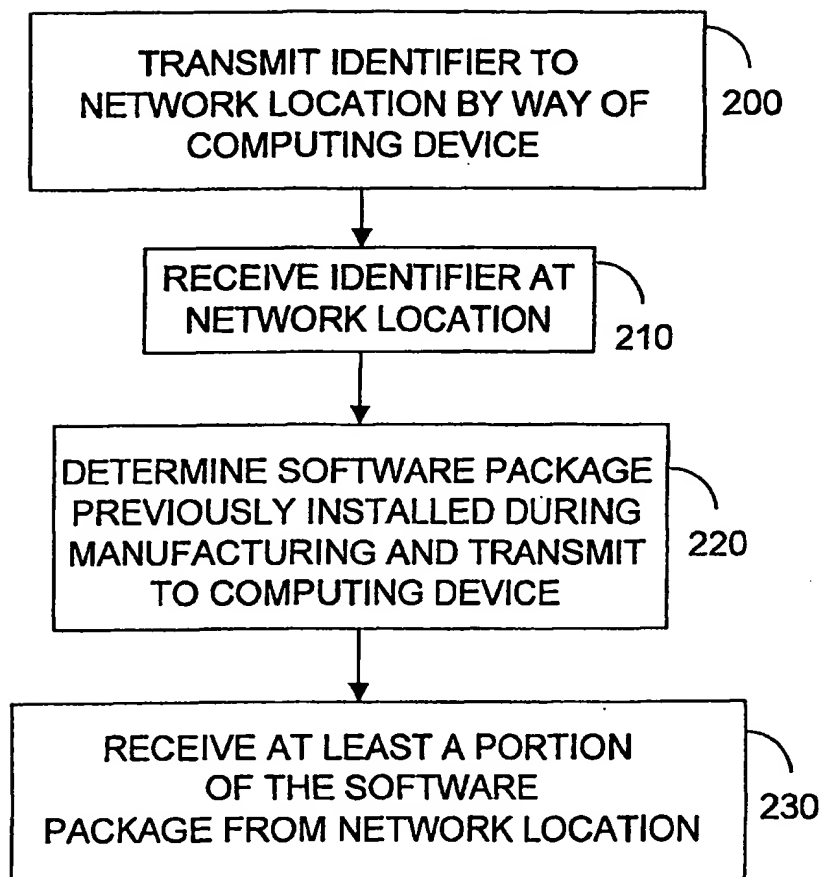 TRANSMIT IDENTIFIER TO
NETWORK LOCATION BY WAY OF
COMPUTING DEVICE
200
RECEIVE IDENTIFIER AT
NETWORK LOCATION
210
DETERMINE SOFTWARE PACKAGE
PREVIOUSLY INSTALLED DURING
MANUFACTURING AND TRANSMIT
TO COMPUTING DEVICE
220
RECEIVE AT LEAST A PORTION
OF THE SOFTWARE
PACKAGE FROM NETWORK LOCATION
230